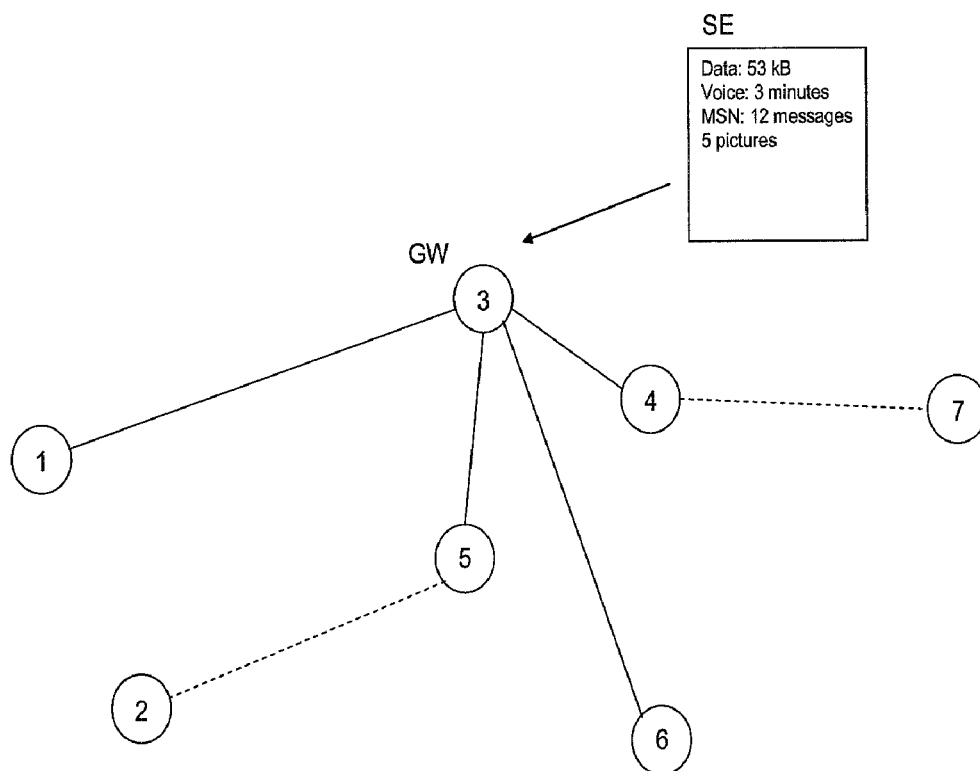 SE
Data: 53 kB
Voice: 3 minutes
MSN: 12 messages
5 pictures
GW
3
4
7
1
5
2
6